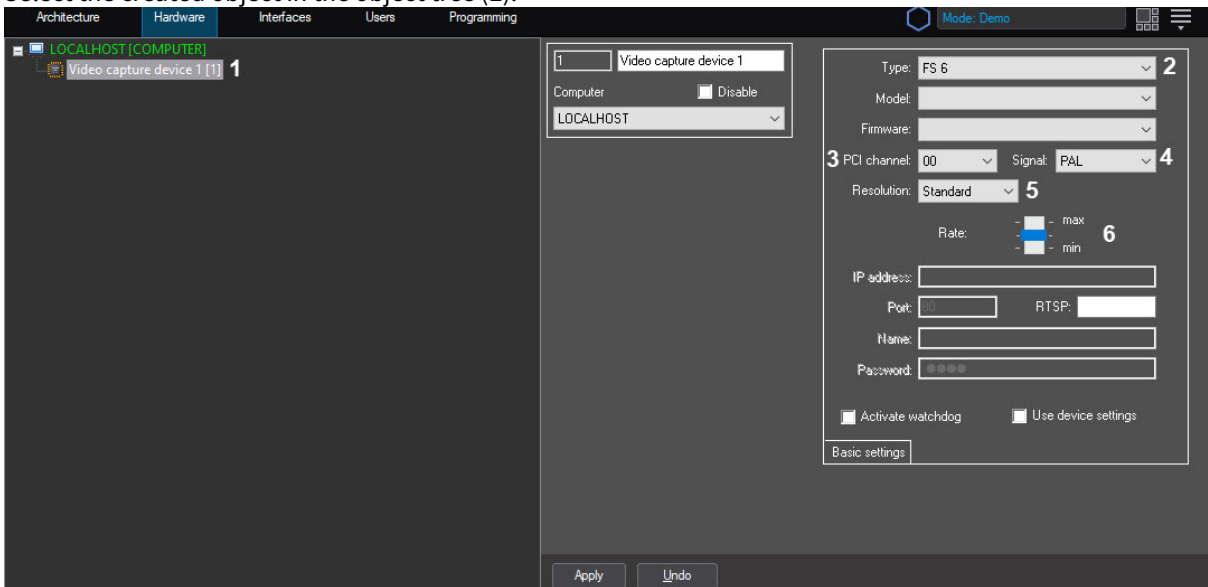 Select the created object in the object tree (2).
Architecture Hardware Interfaces Users Programming Mode: Demo
LOCALHOST [COMPUTER]
Video capture device 1 [1] 1
1 Video capture device 1
Computer Disable
LOCALHOST
Type: FS 6 2
Model:
Firmware:
3 PCI channel: 00 Signal: PAL 4
Resolution: Standard 5
max
Rate: 6
min
IP address:
Port: 80 RTSP:
Name:
Password:
Activate watchdog Use device settings
Basic settings
Apply Undo